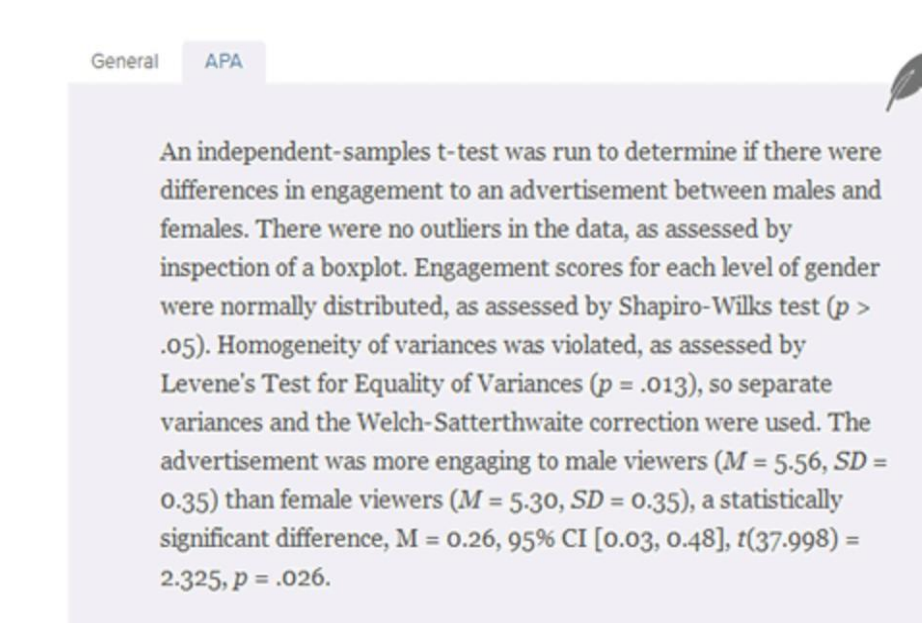 General APA
An independent-samples t-test was run to determine if there were
differences in engagement to an advertisement between males and
females. There were no outliers in the data, as assessed by
inspection of a boxplot. Engagement scores for each level of gender
were normally distributed, as assessed by Shapiro-Wilks test (p >
.05). Homogeneity of variances was violated, as assessed by
Levene's Test for Equality of Variances (p = .013), so separate
variances and the Welch-Satterthwaite correction were used. The
advertisement was more engaging to male viewers (M = 5.56, SD =
0.35) than female viewers (M = 5.30, SD = 0.35), a statistically
significant difference, M = 0.26, 95% CI [0.03, 0.48], t(37.998) =
2.325, p = .026.